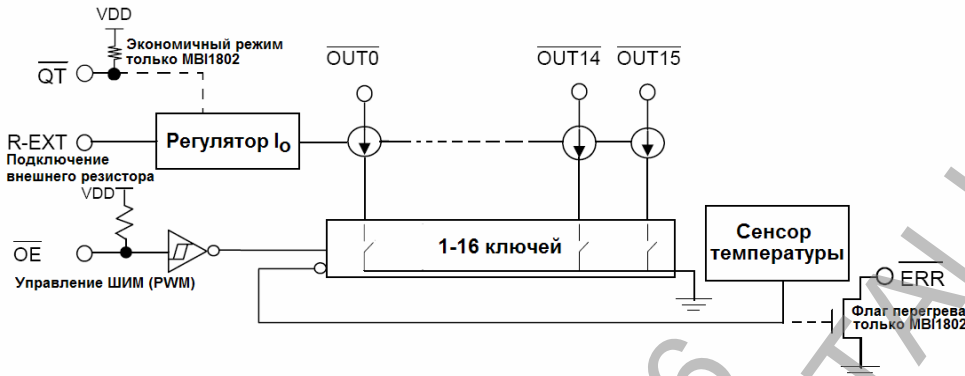 VDD
Экономичный режим
только MBI1802
QT
OUT0
OUT14
OUT15
R-EXT
Регулятор Iо
Подключение
внешнего резистора
VDD
OE
Управление ШИМ (PWM)
1-16 ключей
Сенсор
температуры
ERR
Флаг перегрева
только MBI1802